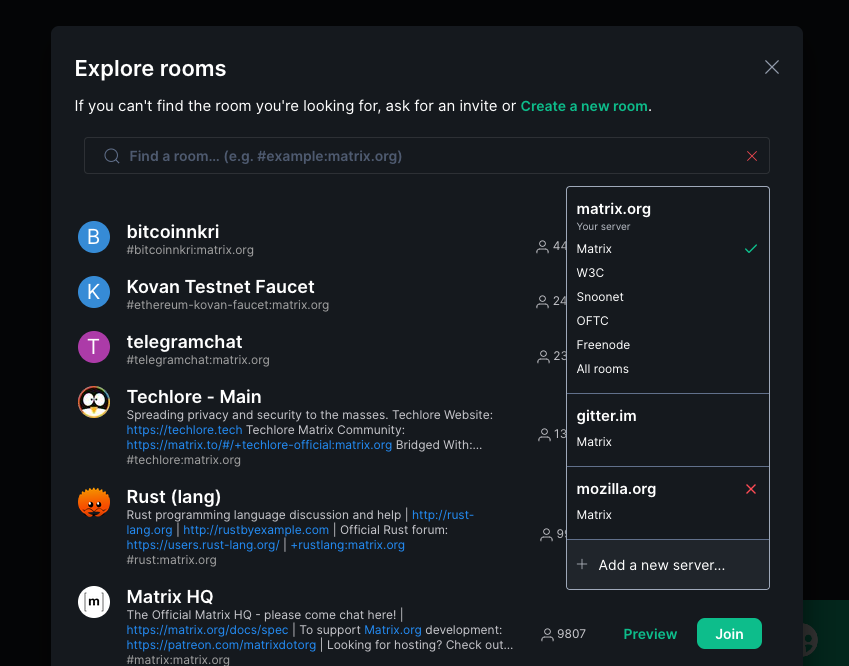 Explore rooms
If you can't find the room you're looking for, ask for an invite or Create a new room.
Find a room... (e.g. #example:matrix.org)
B
bitcoinnkri
#bitcoinnkri:matrix.org
44
K
Kovan Testnet Faucet
#ethereum-kovan-faucet:matrix.org
24
T
telegramchat
#telegramchat:matrix.org
23
Techlore - Main
Spreading privacy and security to the masses. Techlore Website:
https://techlore.tech Techlore Matrix Community:
https://matrix.to/#/+techlore-official:matrix.org Bridged With:...
#techlore:matrix.org
13
Rust (lang)
Rust programming language discussion and help | http://rust-
lang.org | http://rustbyexample.com | Official Rust forum:
https://users.rust-lang.org/ | +rustlang:matrix.org
#rust:matrix.org
[m]
Matrix HQ
The Official Matrix HQ - please come chat here! |
https://matrix.org/docs/spec | To support Matrix.org development:
https://patreon.com/matrixdotorg | Looking for hosting? Check out...
#matrix:matrix.org
9807
Preview
Join
matrix.org
Your server
Matrix
W3C
Snoonet
OFTC
Freenode
All rooms
gitter.im
Matrix
mozilla.org
Matrix
+ Add a new server...